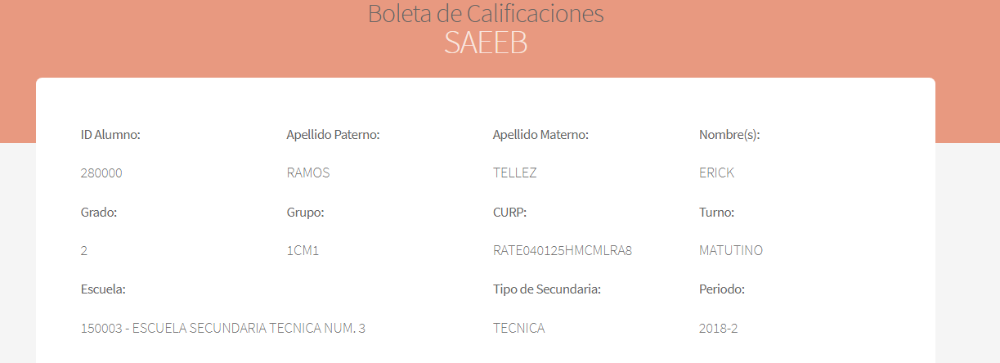 Boleta de Calificaciones
SAEEB
ID Alumno: Apellido Paterno: Apellido Materno: Nombre(s):
280000 RAMOS TELLEZ ERICK
Grado: Grupo: CURP: Turno:
2 1CM1 RATE040125HMCMLRA8 MATUTINO
Escuela: Tipo de Secundaria: Periodo:
150003 - ESCUELA SECUNDARIA TECNICA NUM. 3 TECNICA 2018-2